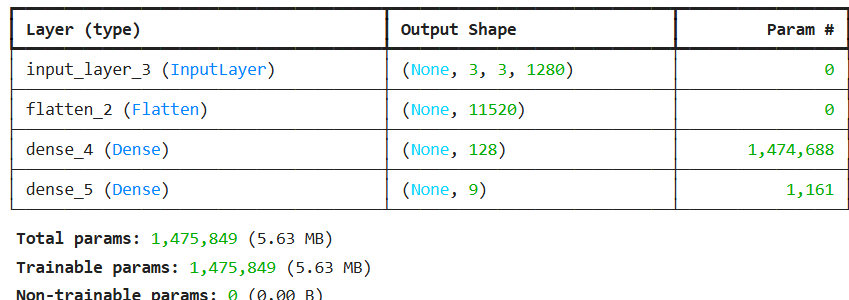 Layer (type) Output Shape Param #
input_layer_3 (InputLayer) (None, 3, 3, 1280) 0
flatten_2 (Flatten) (None, 11520) 0
dense_4 (Dense) (None, 128) 1,474,688
dense_5 (Dense) (None, 9) 1,161
Total params: 1,475,849 (5.63 MB)
Trainable params: 1,475,849 (5.63 MB)
Non-trainable params: 0 (0.00 B)